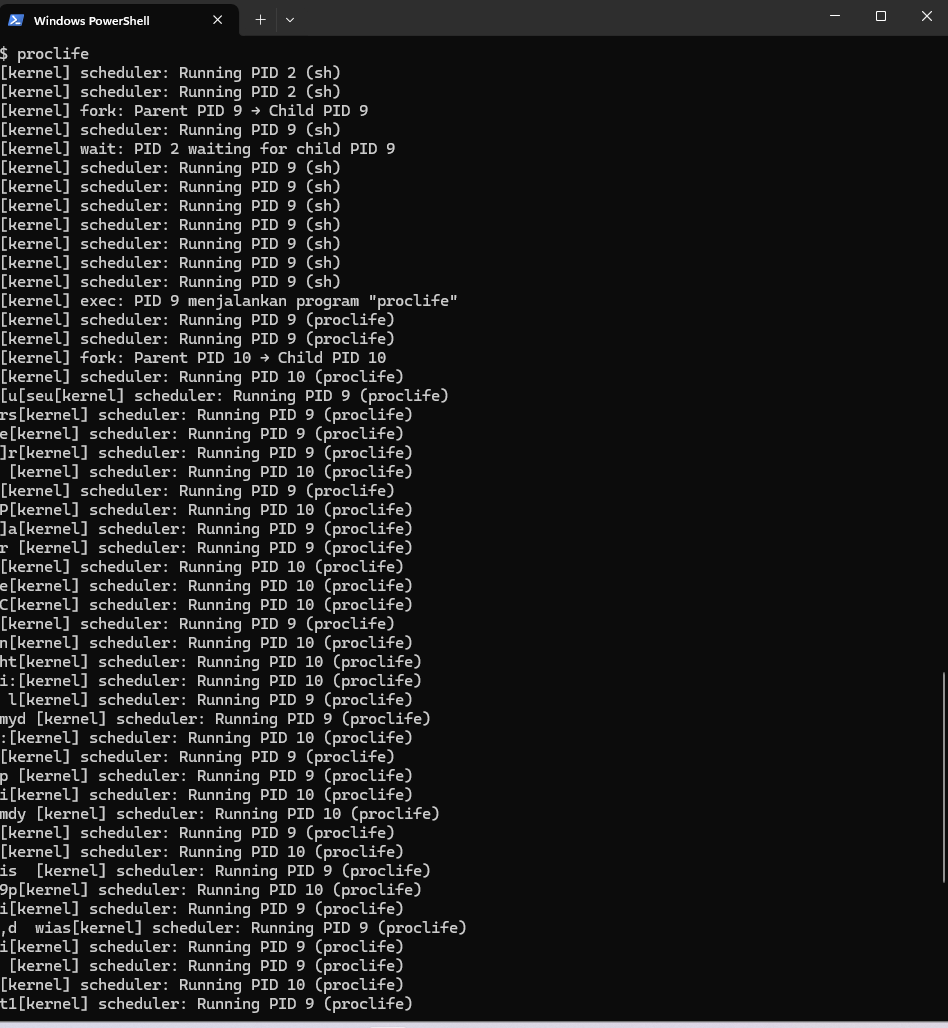 Windows PowerShell
$ proclife
[kernel] scheduler: Running PID 2 (sh)
[kernel] scheduler: Running PID 2 (sh)
[kernel] fork: Parent PID 9 → Child PID 9
[kernel] scheduler: Running PID 9 (sh)
[kernel] wait: PID 2 waiting for child PID 9
[kernel] scheduler: Running PID 9 (sh)
[kernel] scheduler: Running PID 9 (sh)
[kernel] scheduler: Running PID 9 (sh)
[kernel] scheduler: Running PID 9 (sh)
[kernel] scheduler: Running PID 9 (sh)
[kernel] scheduler: Running PID 9 (sh)
[kernel] scheduler: Running PID 9 (sh)
[kernel] exec: PID 9 menjalankan program "proclife"
[kernel] scheduler: Running PID 9 (proclife)
[kernel] scheduler: Running PID 9 (proclife)
[kernel] fork: Parent PID 10 → Child PID 10
[kernel] scheduler: Running PID 10 (proclife)
[u[seu[kernel] scheduler: Running PID 9 (proclife)
rs[kernel] scheduler: Running PID 9 (proclife)
e[kernel] scheduler: Running PID 9 (proclife)
]r[kernel] scheduler: Running PID 9 (proclife)
 [kernel] scheduler: Running PID 10 (proclife)
[kernel] scheduler: Running PID 9 (proclife)
P[kernel] scheduler: Running PID 10 (proclife)
]a[kernel] scheduler: Running PID 9 (proclife)
r [kernel] scheduler: Running PID 9 (proclife)
[kernel] scheduler: Running PID 10 (proclife)
e[kernel] scheduler: Running PID 10 (proclife)
C[kernel] scheduler: Running PID 10 (proclife)
[kernel] scheduler: Running PID 9 (proclife)
n[kernel] scheduler: Running PID 10 (proclife)
ht[kernel] scheduler: Running PID 10 (proclife)
i:[kernel] scheduler: Running PID 10 (proclife)
 l[kernel] scheduler: Running PID 9 (proclife)
myd [kernel] scheduler: Running PID 9 (proclife)
:[kernel] scheduler: Running PID 10 (proclife)
[kernel] scheduler: Running PID 9 (proclife)
p [kernel] scheduler: Running PID 9 (proclife)
i[kernel] scheduler: Running PID 10 (proclife)
mdy [kernel] scheduler: Running PID 10 (proclife)
[kernel] scheduler: Running PID 9 (proclife)
[kernel] scheduler: Running PID 10 (proclife)
is  [kernel] scheduler: Running PID 9 (proclife)
9p[kernel] scheduler: Running PID 10 (proclife)
i[kernel] scheduler: Running PID 9 (proclife)
,d  wias[kernel] scheduler: Running PID 9 (proclife)
i[kernel] scheduler: Running PID 9 (proclife)
 [kernel] scheduler: Running PID 9 (proclife)
[kernel] scheduler: Running PID 10 (proclife)
t1[kernel] scheduler: Running PID 9 (proclife)